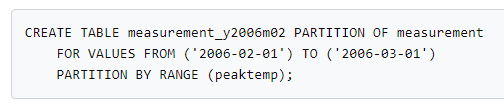 CREATE TABLE measurement_y2006m02 PARTITION OF measurement
    FOR VALUES FROM ('2006-02-01') TO ('2006-03-01')
    PARTITION BY RANGE (peaktemp);